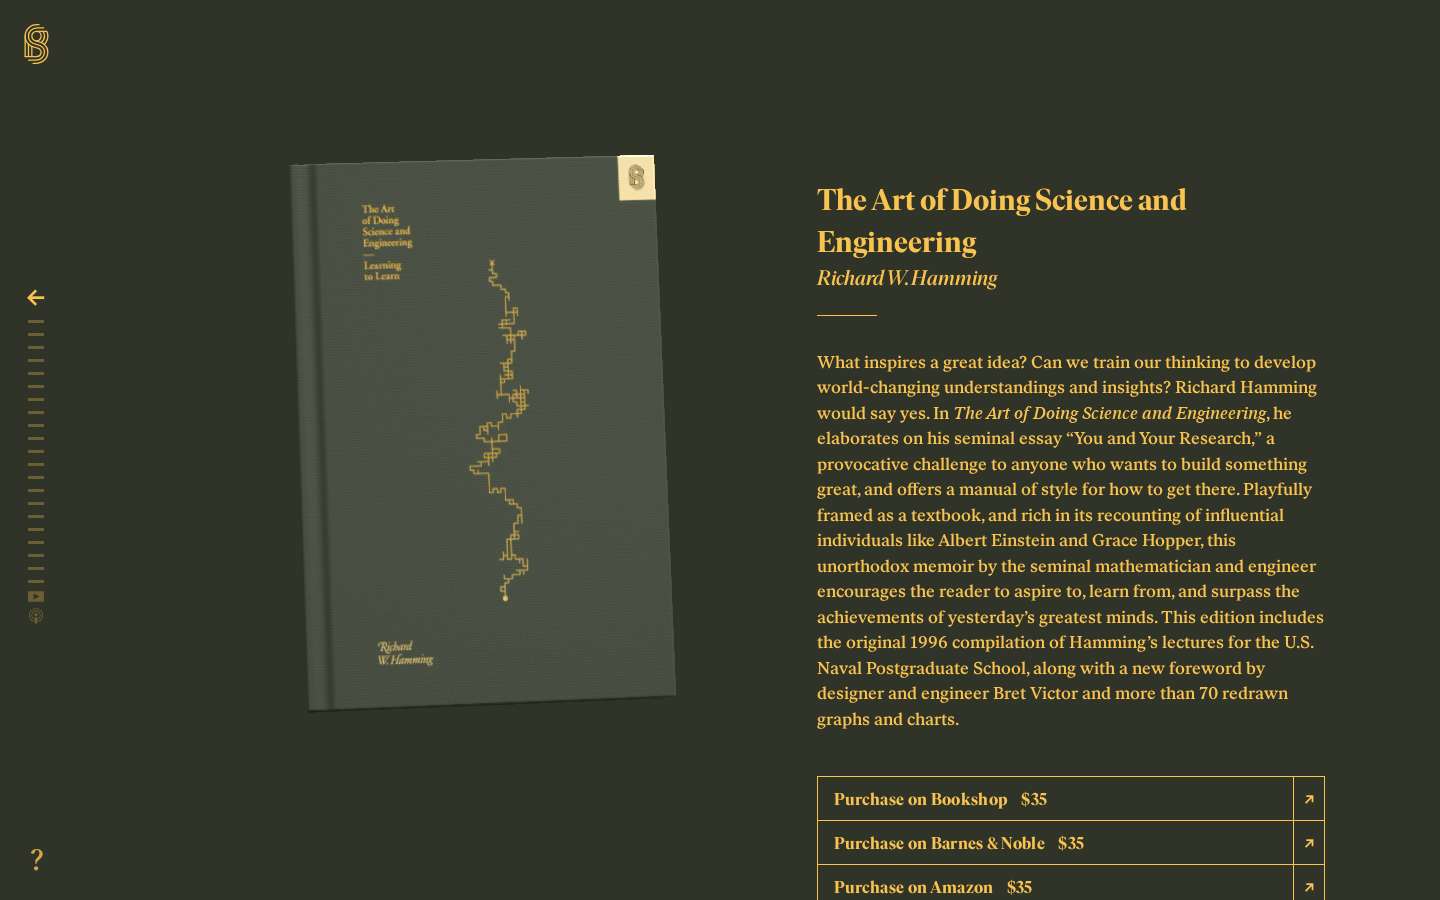 The Art
of Doing
Science and
Engineering
Learning
to Learn
Richard
W. Hamming
The Art of Doing Science and
Engineering
Richard W. Hamming
What inspires a great idea? Can we train our thinking to develop
world-changing understandings and insights? Richard Hamming
would say yes. In The Art of Doing Science and Engineering, he
elaborates on his seminal essay “You and Your Research,” a
provocative challenge to anyone who wants to build something
great, and offers a manual of style for how to get there. Playfully
framed as a textbook, and rich in its recounting of influential
individuals like Albert Einstein and Grace Hopper, this
unorthodox memoir by the seminal mathematician and engineer
encourages the reader to aspire to, learn from, and surpass the
achievements of yesterday’s greatest minds. This edition includes
the original 1996 compilation of Hamming’s lectures for the U.S.
Naval Postgraduate School, along with a new foreword by
designer and engineer Bret Victor and more than 70 redrawn
graphs and charts.
Purchase on Bookshop $35
Purchase on Barnes & Noble $35
Purchase on Amazon $35
?